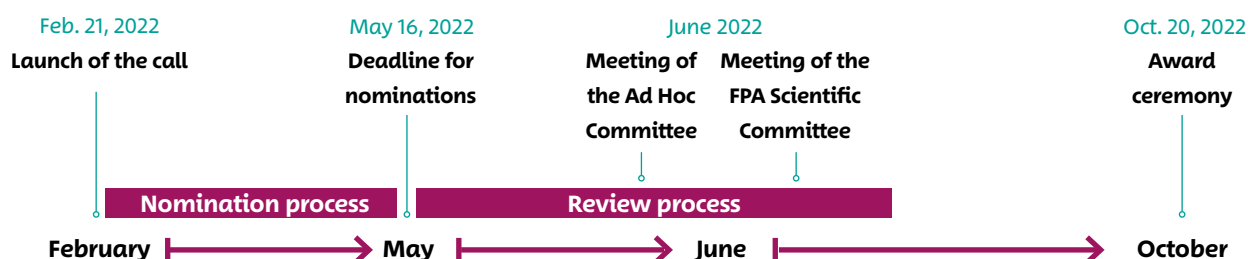 Feb. 21, 2022
Launch of the call
May 16, 2022
Deadline for
nominations
June 2022
Meeting of
the Ad Hoc
Committee
Meeting of the
FPA Scientific
Committee
Oct. 20, 2022
Award
ceremony
Nomination process
Review process
February
May
June
October